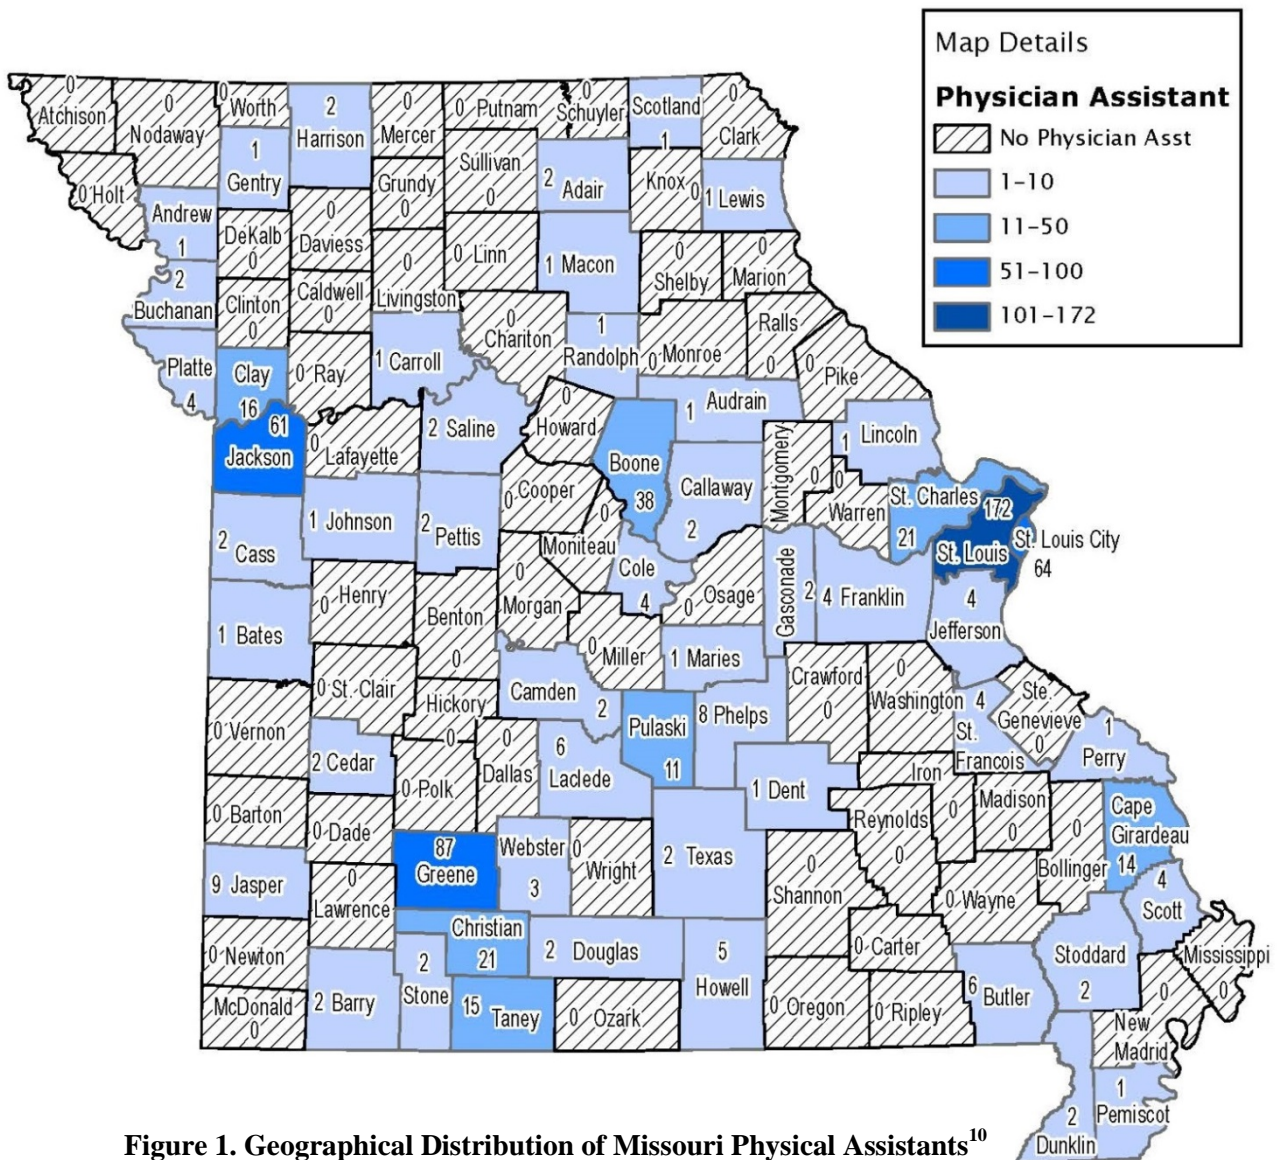 Map Details
Physician Assistant
No Physician Asst
1-10
11-50
51-100
101-172
0
Atchison
0
Nodaway
0
Worth
2
Harrison
0
Mercer
0 Putnam
0
Schuyler
Scotland
1
0
Clark
0 Holt
1
Gentry
Grundy
0
Sullivan
0
2 Adair
Knox 0
1 Lewis
Andrew
1
DeKalb
0
0
Daviess
0
Livingston
0 Linn
1 Macon
0
Shelby
0
Marion
2
Buchanan
Clinton
0
Caldwell
0
0
Chariton
1
Randolph
0 Monroe
Ralls
0
0
Pike
Platte
4
Clay
16
0 Ray
1 Carroll
61
Jackson
0
Lafayette
2 Saline
0
Howard
Boone
38
1 Audrain
Callaway
2
Montgomery
0
1 Lincoln
0
Warren
St. Charles
21
172
St. Louis
St. Louis City
64
2 Cass
1 Johnson
2 Pettis
0 Cooper
0
Moniteau
Cole
4
0 Osage
Gasconade
2
4 Franklin
4
Jefferson
1 Bates
0 Henry
Benton
0
0
Morgan
0
Miller
1 Maries
0 St. Clair
Hickory
0
Camden
2
Pulaski
11
8 Phelps
Crawford
0
0
Washington
4
St.
Francois
Ste.
Genevieve
0
1
Perry
0 Vernon
2 Cedar
0 Polk
0
Dallas
6
Laclede
1 Dent
Iron
0
Madison
0
Reynolds
0
0
Bollinger
Cape
Girardeau
14
0 Barton
0 Dade
87
Greene
Webster
3
0
Wright
2 Texas
0
Shannon
0 Wayne
4
Scott
9 Jasper
0
Lawrence
Christian
21
2 Douglas
5
Howell
0 Carter
Stoddard
2
Mississippi
0
0 Newton
McDonald
0
2 Barry
2
Stone
15 Taney
0 Ozark
0 Oregon
0 Ripley
6 Butler
0
New
Madrid
1
Pemiscot
2
Dunklin
Figure 1. Geographical Distribution of Missouri Physical Assistants10